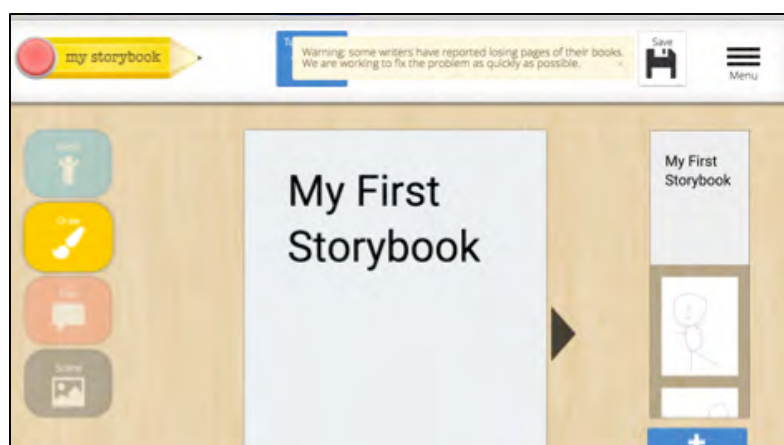 my storybook
Warning: some writers have reported losing pages of their books.
We are working to fix the problem as quickly as possible.
Save
Menu
Draw
Scene
My First
Storybook
My First
Storybook